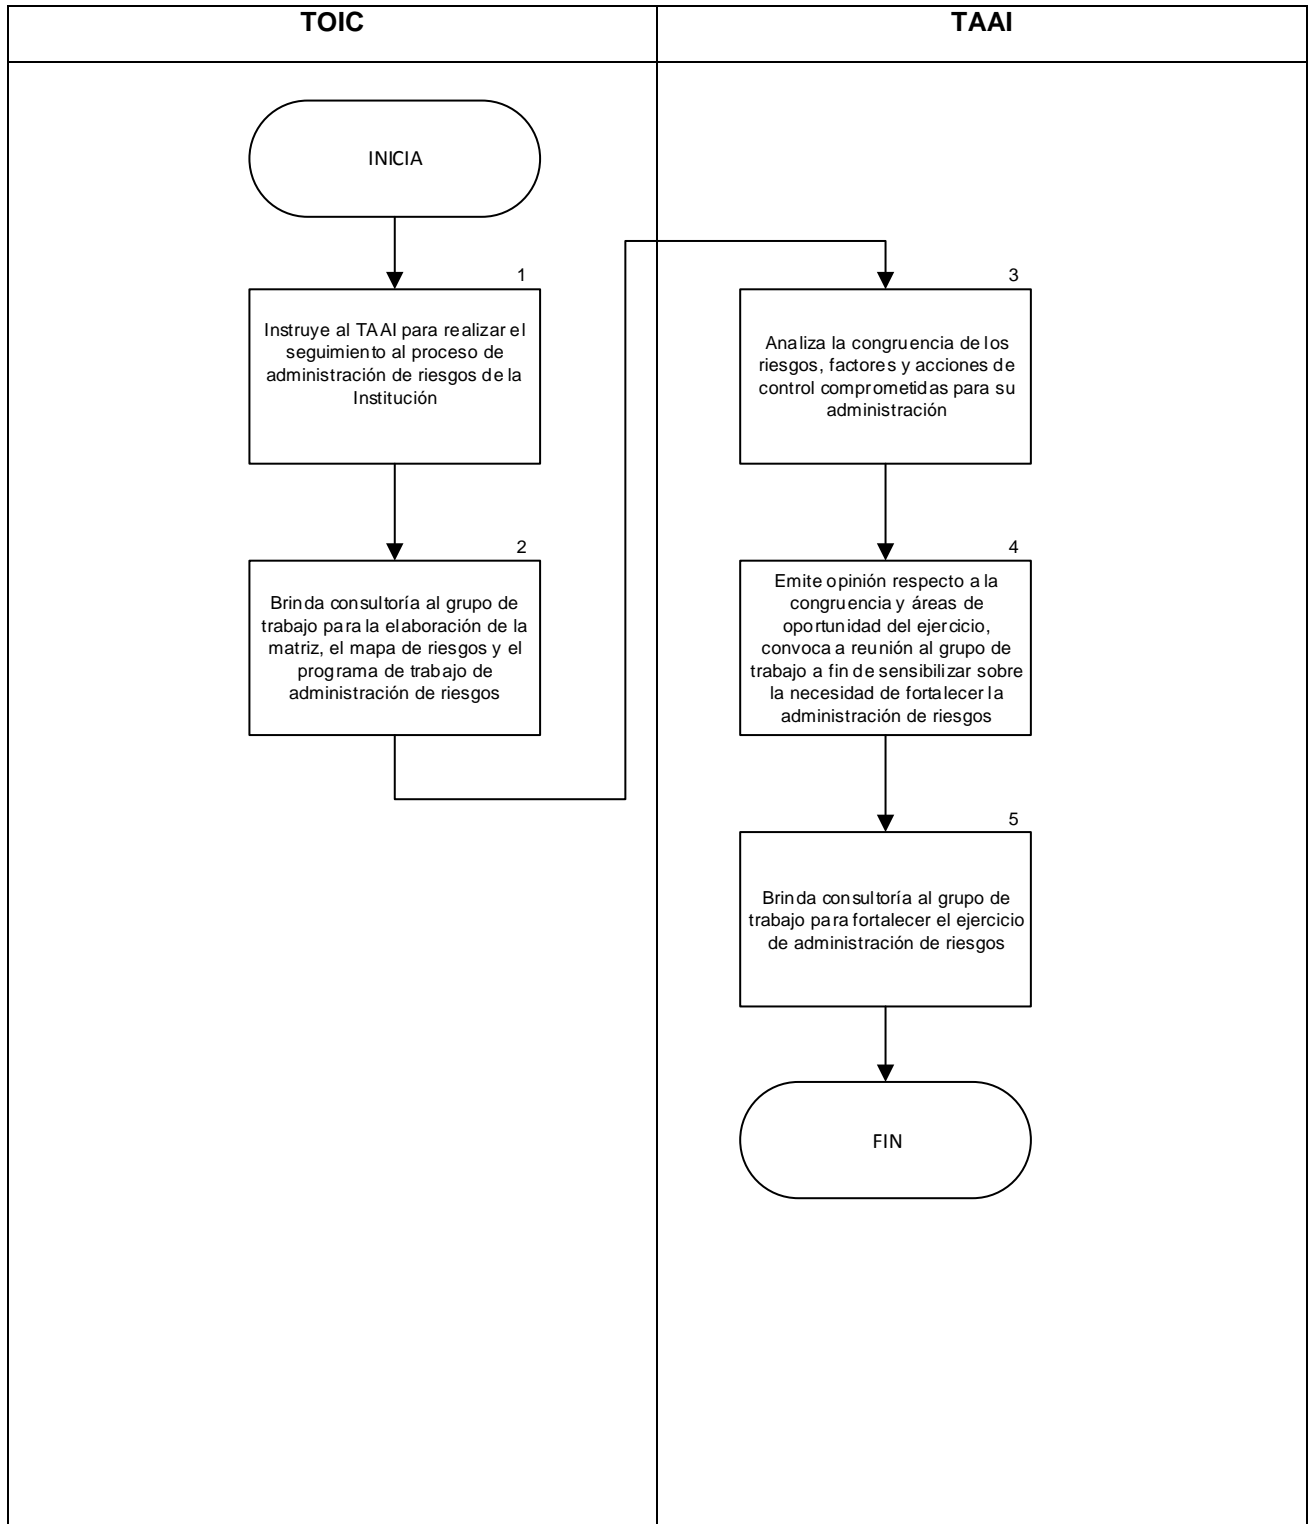 TOIC
TAAI
INICIA
1
Instruye al TAAI para realizar el
seguimiento al proceso de
administración de riesgos de la
Institución
2
Brinda consultoría al grupo de
trabajo para la elaboración de la
matriz, el mapa de riesgos y el
programa de trabajo de
administración de riesgos
3
Analiza la congruencia de los
riesgos, factores y acciones de
control comprometidas para su
administración
4
Emite opinión respecto a la
congruencia y áreas de
oportunidad del ejercicio,
convoca a reunión al grupo de
trabajo a fin de sensibilizar sobre
la necesidad de fortalecer la
administración de riesgos
5
Brinda consultoría al grupo de
trabajo para fortalecer el ejercicio
de administración de riesgos
FIN